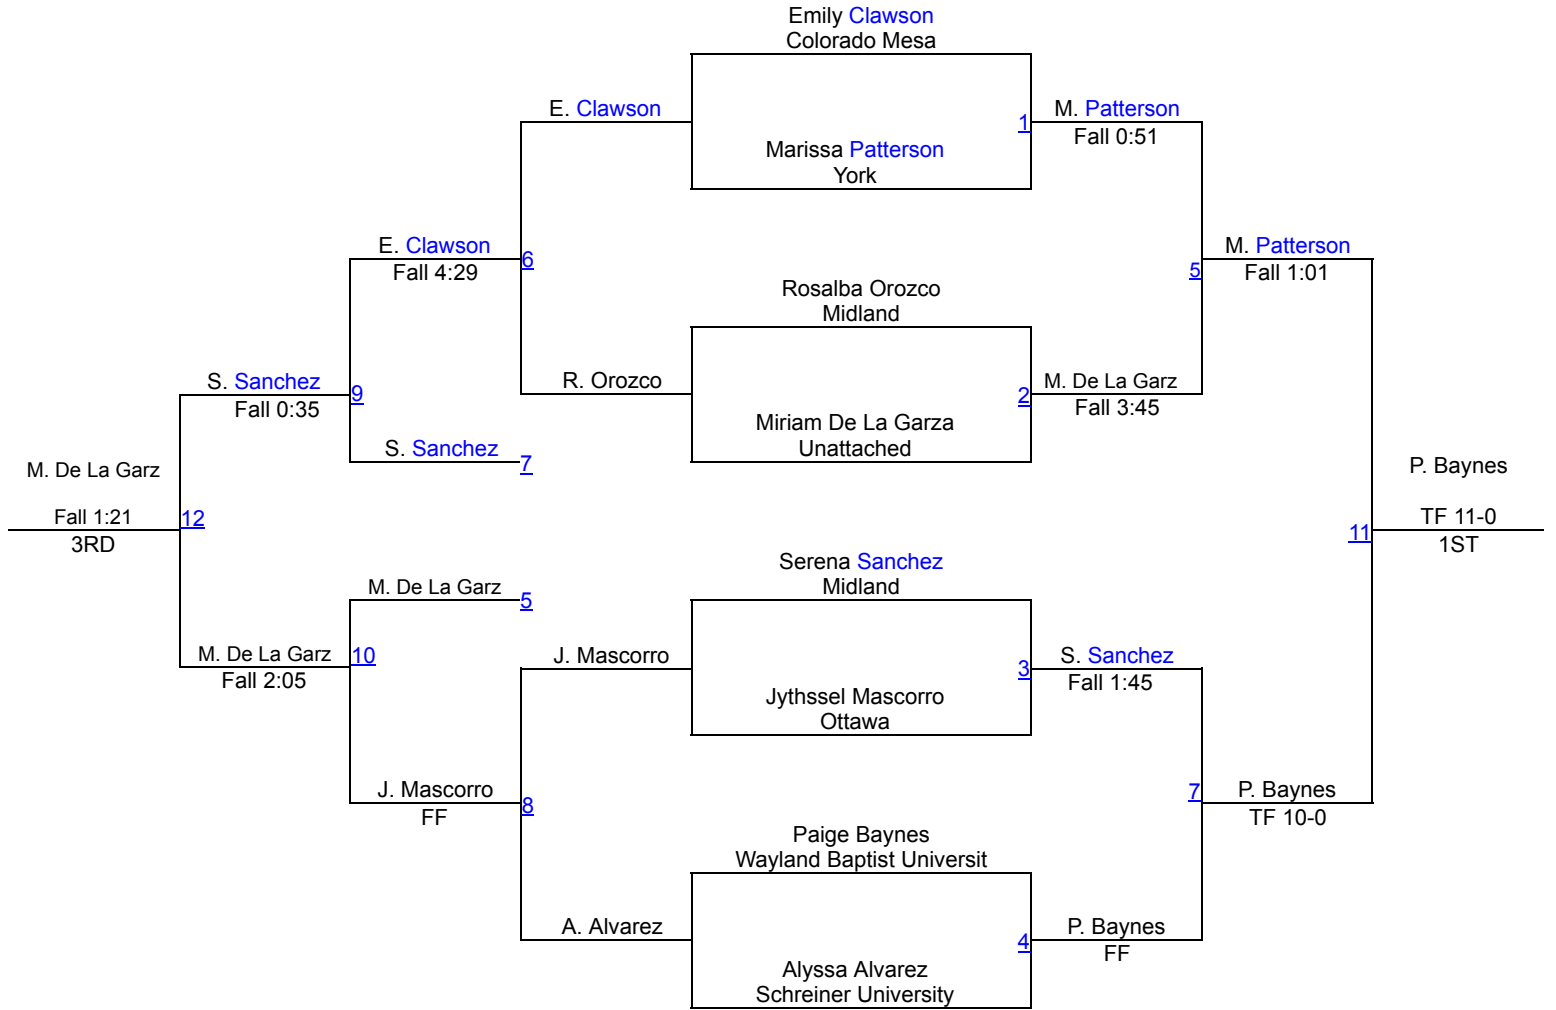 Emily Clawson
Colorado Mesa
E. Clawson
1
M. Patterson
Fall 0:51
Marissa Patterson
York
E. Clawson
Fall 4:29
6
M. Patterson
Fall 1:01
5
Rosalba Orozco
Midland
S. Sanchez
Fall 0:35
9
R. Orozco
2
M. De La Garz
Fall 3:45
Miriam De La Garza
Unattached
S. Sanchez
7
M. De La Garz
Fall 1:21
3RD
12
P. Baynes
TF 11-0
1ST
11
Serena Sanchez
Midland
M. De La Garz
5
M. De La Garz
Fall 2:05
10
J. Mascorro
3
S. Sanchez
Fall 1:45
Jythssel Mascorro
Ottawa
J. Mascorro
FF
8
7
P. Baynes
TF 10-0
Paige Baynes
Wayland Baptist Universit
A. Alvarez
4
P. Baynes
FF
Alyssa Alvarez
Schreiner University